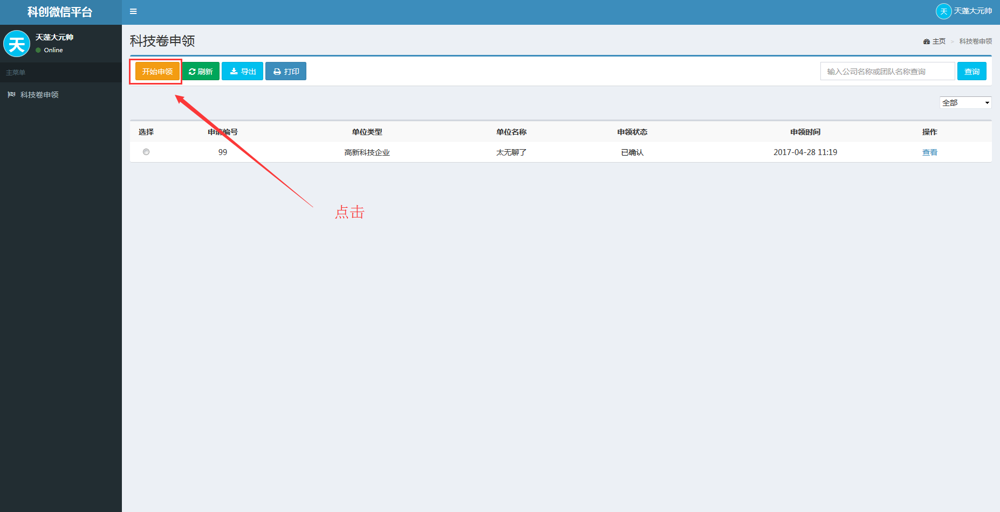 科创微信平台
天 天蓬大元帅
天 天蓬大元帅
Online
主菜单
科技卷申领
科技卷申领
主页 > 科技卷申领
开始申领 刷新 导出 打印
输入公司名称或团队名称查询 查询
全部
选择 申请编号 单位类型 单位名称 申领状态 申领时间 操作
99 高新科技企业 太无聊了 已确认 2017-04-28 11:19 查看
点击